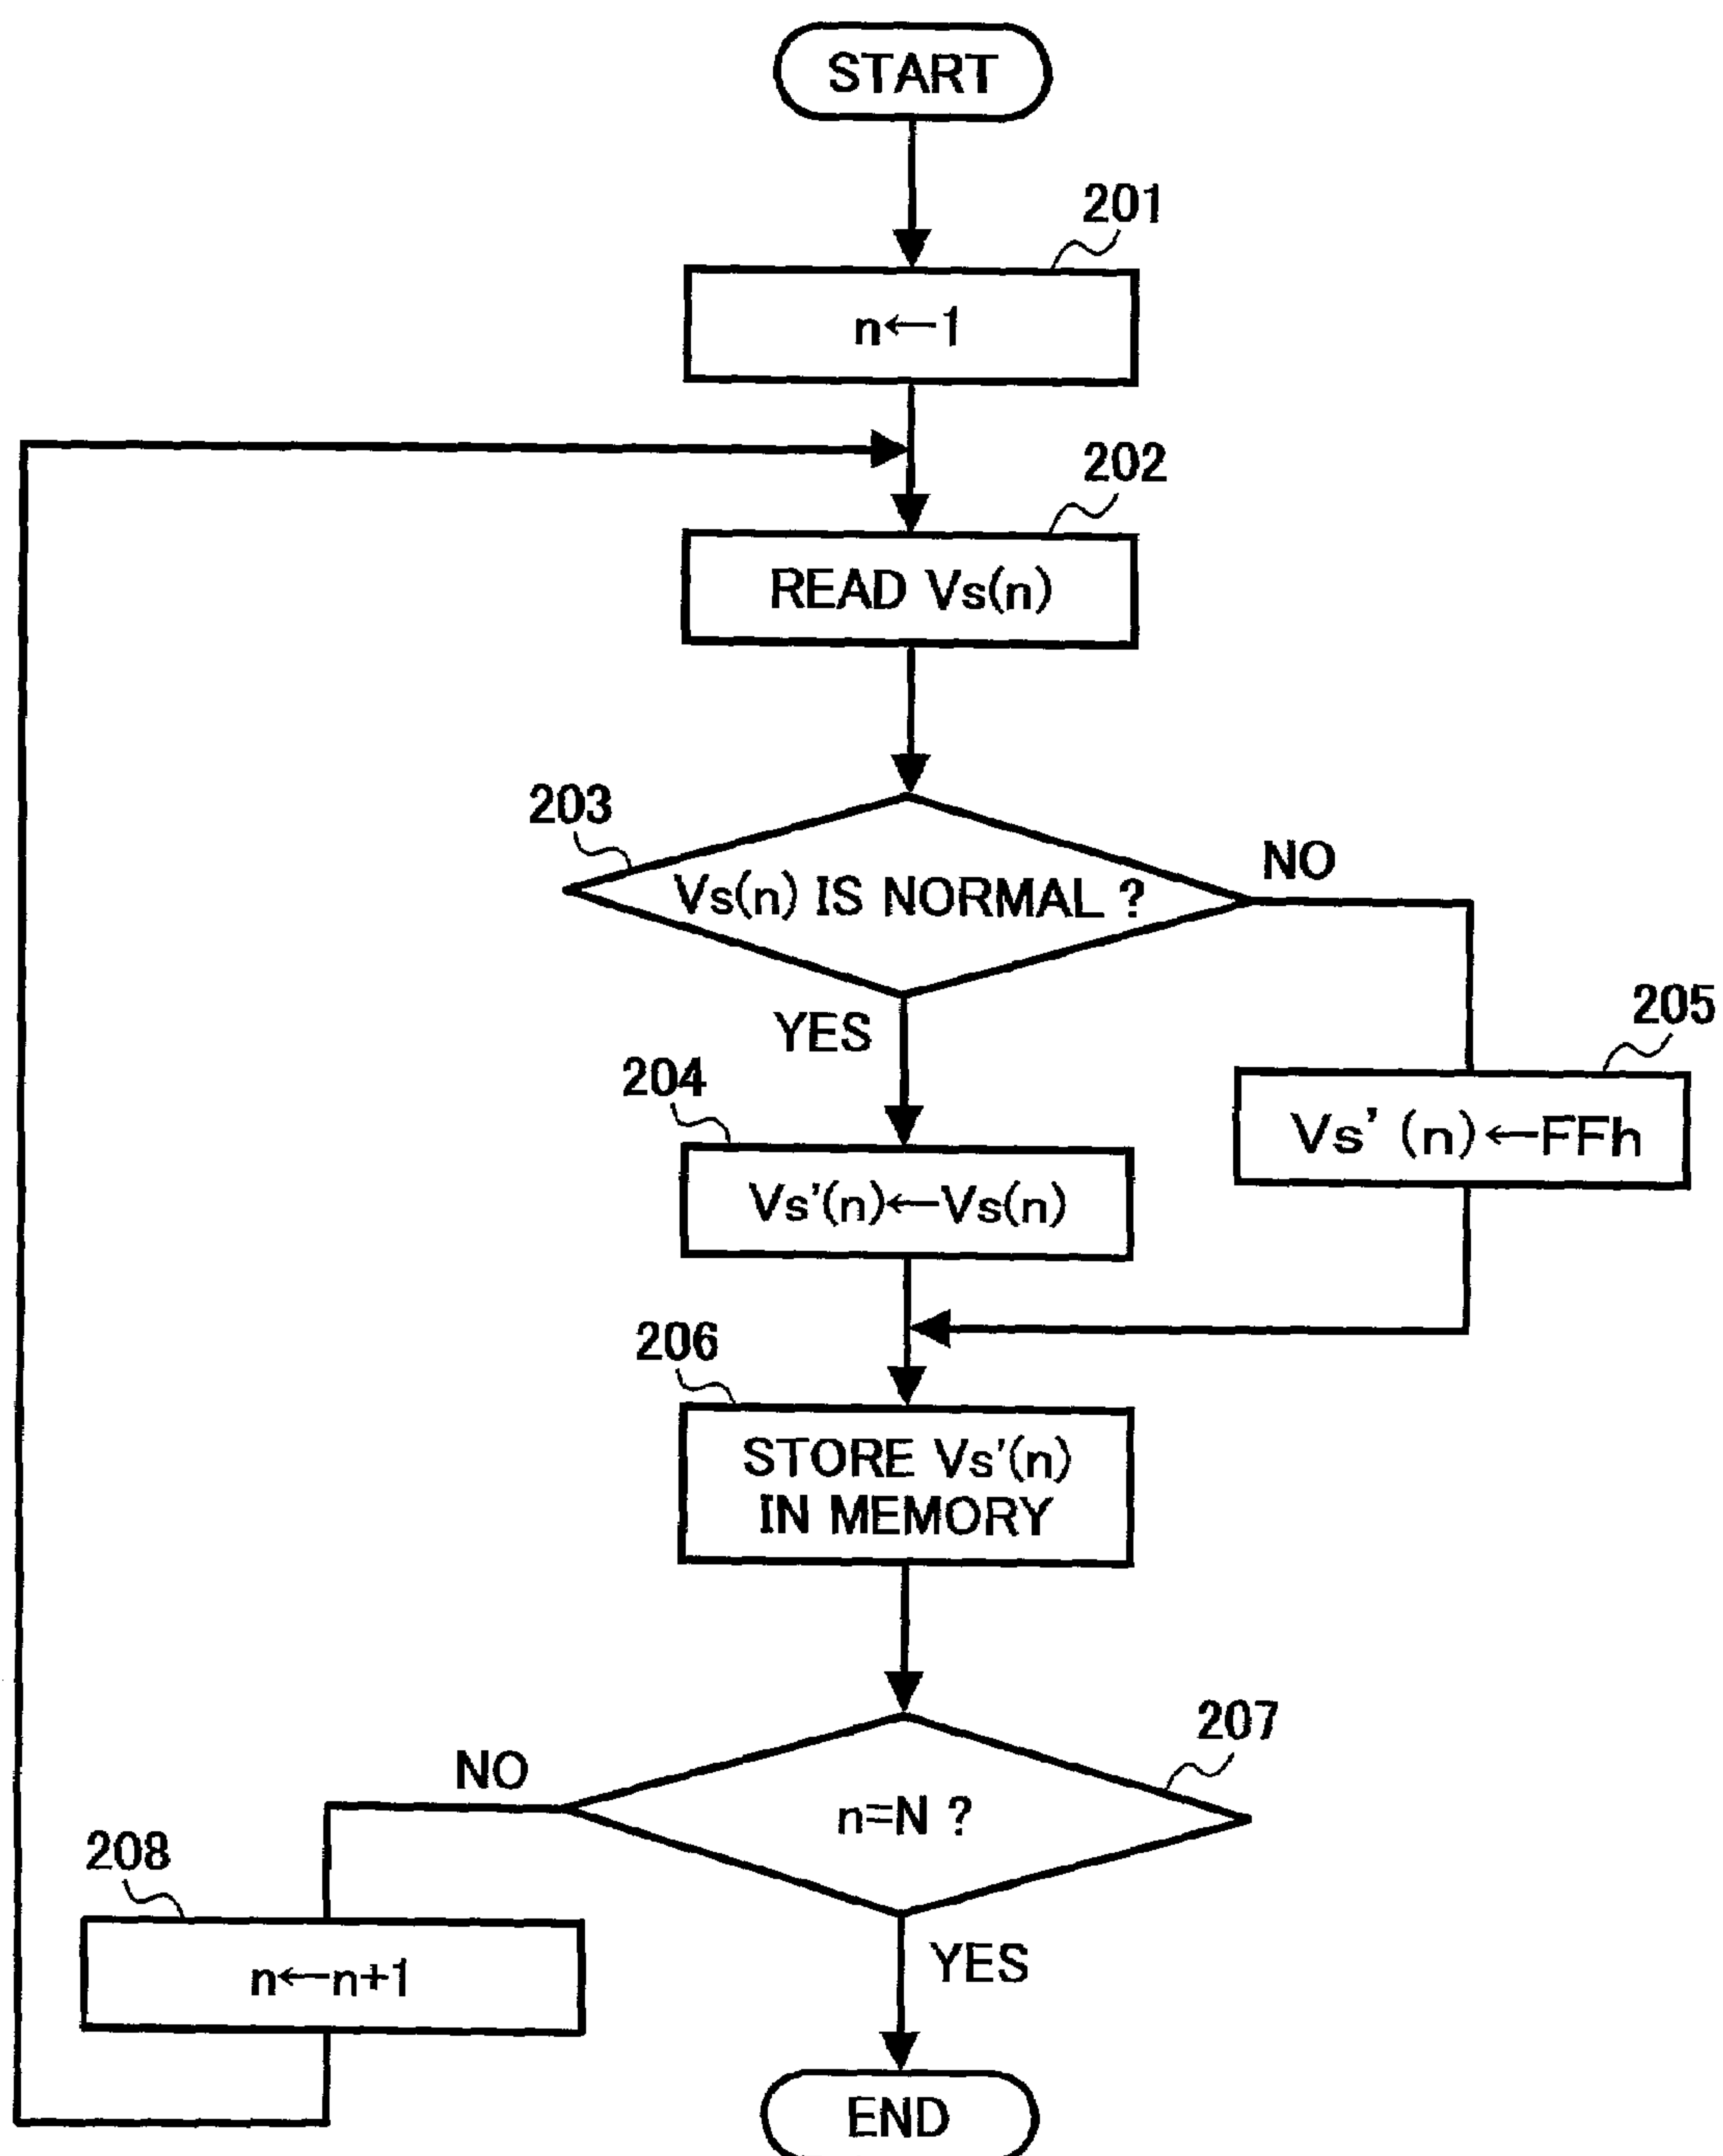 START
201
n←1
202
READ Vs(n)
203
Vs(n) IS NORMAL ?
NO
YES
205
Vs' (n)←FFh
204
Vs'(n)←Vs(n)
206
STORE Vs'(n)
IN MEMORY
207
n=N ?
NO
208
n←n+1
YES
END